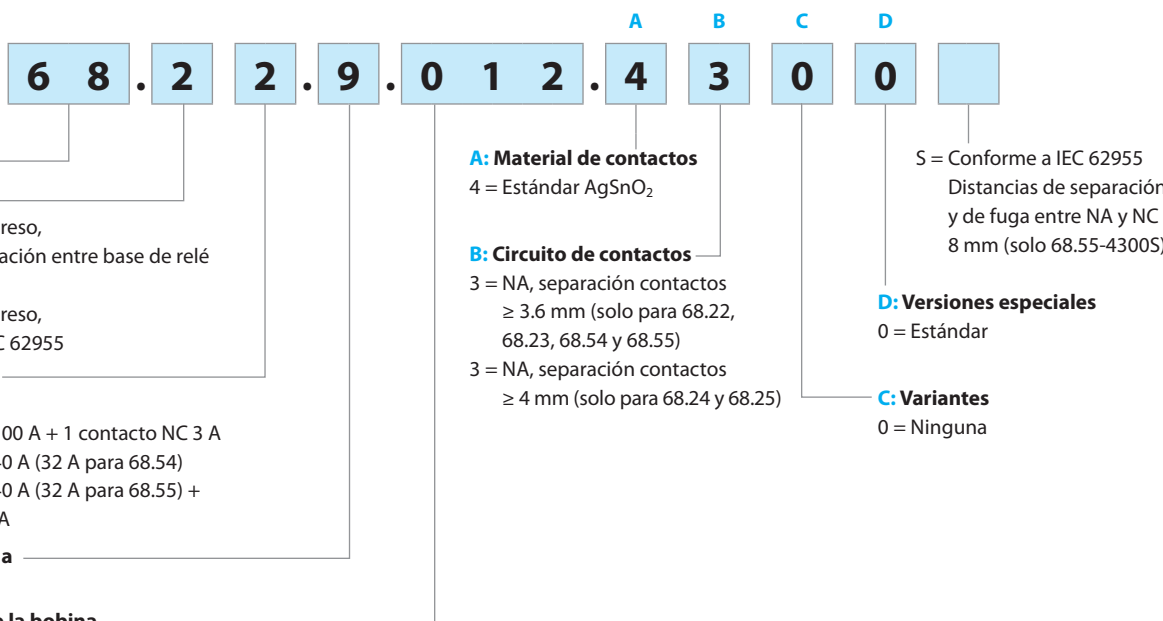 A B C D
6 8 . 2 2 . 9 . 0 1 2 . 4 3 0 0
A: Material de contactos
4 = Estándar AgSnO₂
B: Circuito de contactos
3 = NA, separación contactos
≥ 3.6 mm (solo para 68.22,
68.23, 68.54 y 68.55)
3 = NA, separación contactos
≥ 4 mm (solo para 68.24 y 68.25)
S = Conforme a IEC 62955
Distancias de separación
y de fuga entre NA y NC
8 mm (solo 68.55-4300S)
D: Versiones especiales
0 = Estándar
C: Variantes
0 = Ninguna
entre base de relé
62955
00 A + 1 contacto NC 3 A
0 A (32 A para 68.54)
0 A (32 A para 68.55) +
A
a
la bobina